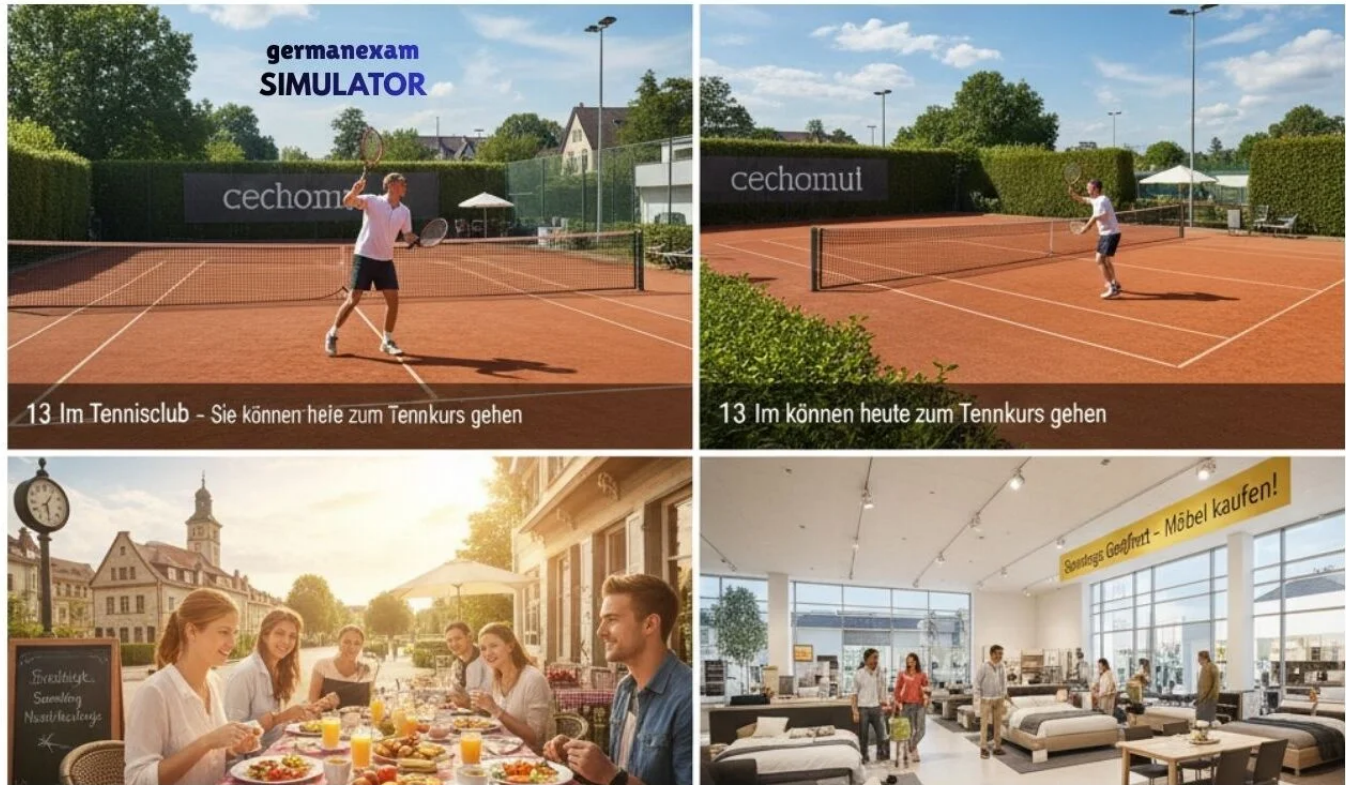 germanexam
SIMULATOR
cechom
cechomui
13 Im Tennisclub - Sie können heie zum Tennkurs gehen
13 Im können heute zum Tennkurs gehen
- Möbel kaufen!